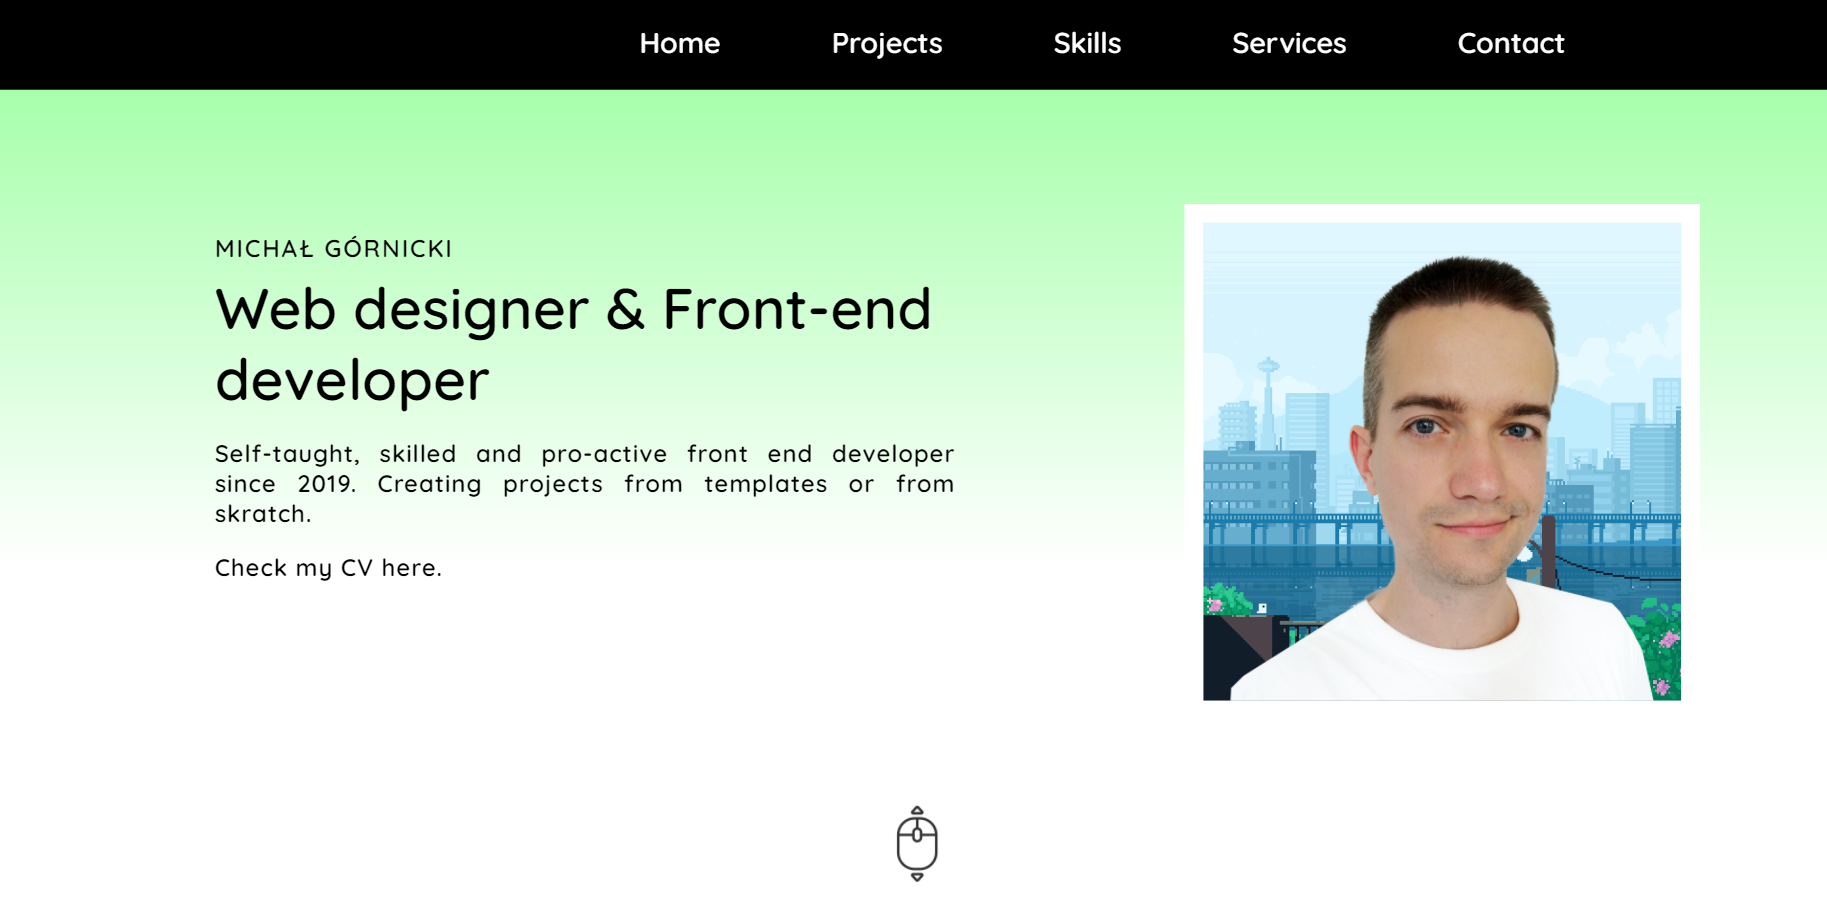 Home Projects Skills Services Contact
MICHAŁ GÓRNICKI
Web designer & Front-end
developer
Self-taught, skilled and pro-active front end developer
since 2019. Creating projects from templates or from
skratch.
Check my CV here.